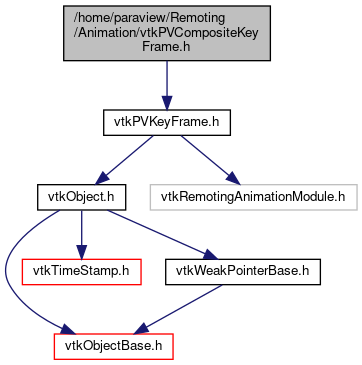 /home/paraview/Remoting
/Animation/vtkPVCompositeKey
Frame.h
vtkPVKeyFrame.h
vtkObject.h
vtkRemotingAnimationModule.h
vtkTimeStamp.h
vtkWeakPointerBase.h
vtkObjectBase.h